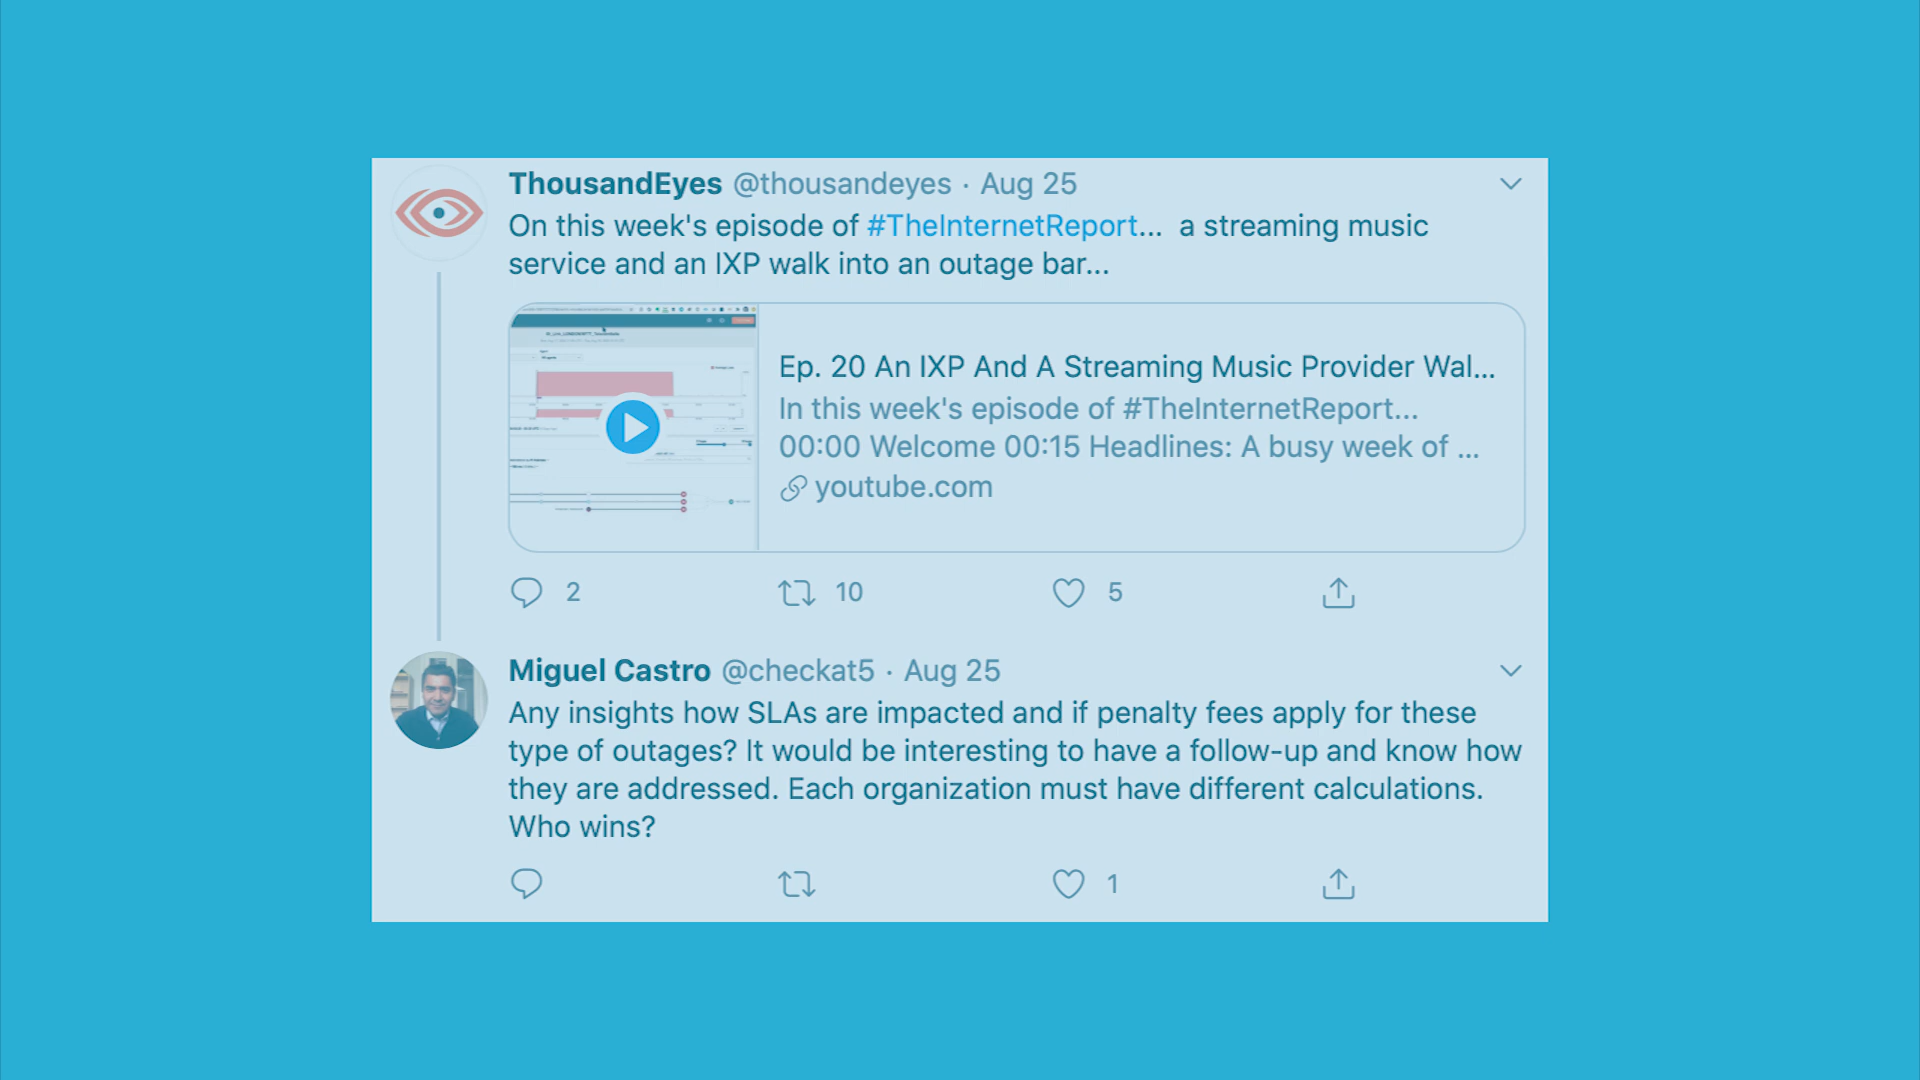 ThousandEyes @thousandeyes · Aug 25
On this week's episode of #TheInternetReport... a streaming music
service and an IXP walk into an outage bar...
Ep. 20 An IXP And A Streaming Music Provider Wal...
In this week's episode of #TheInternetReport...
00:00 Welcome 00:15 Headlines: A busy week of ...
youtube.com
2 10 5
Miguel Castro @checkat5 · Aug 25
Any insights how SLAs are impacted and if penalty fees apply for these
type of outages? It would be interesting to have a follow-up and know how
they are addressed. Each organization must have different calculations.
Who wins?
1